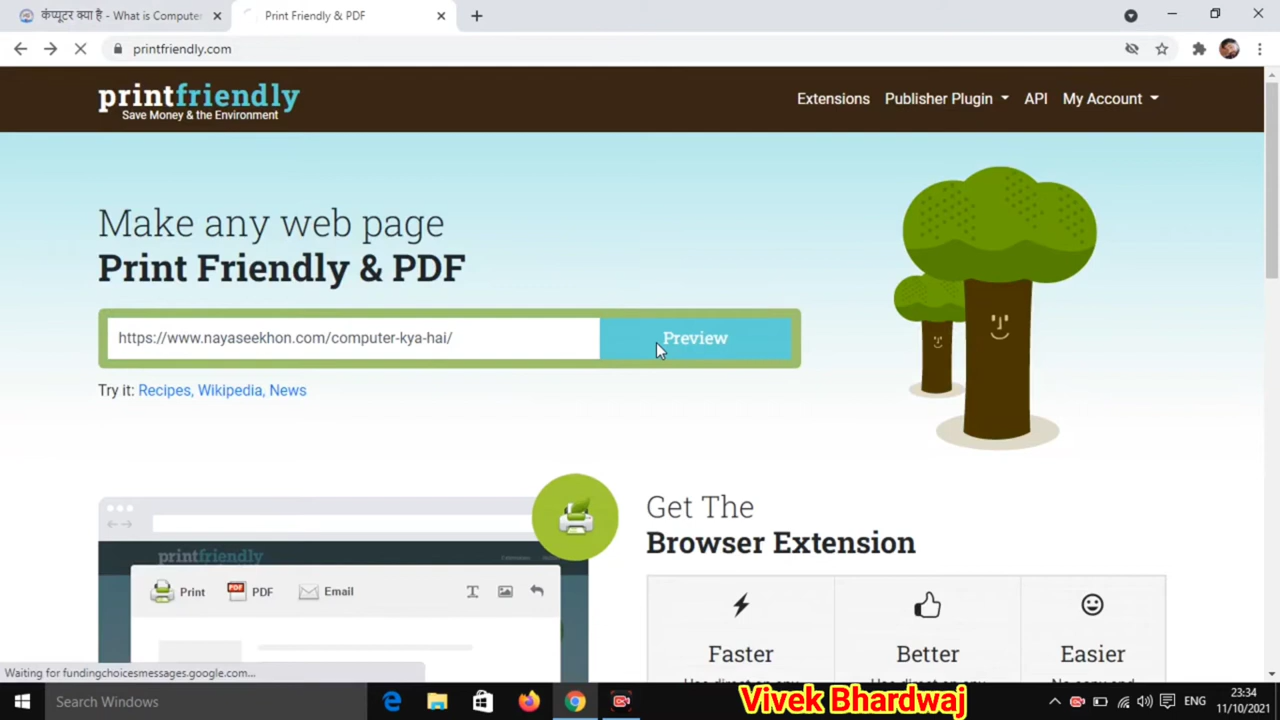 कंप्यूटर क्या है - What is Computer
Print Friendly & PDF
printfriendly.com
printfriendly
Save Money & the Environment
Extensions
Publisher Plugin
API
My Account
Make any web page
Print Friendly & PDF
https://www.nayaseekhon.com/computer-kya-hai/
Preview
Try it: Recipes, Wikipedia, News
Get The
Browser Extension
printfriendly
Print
PDF
Email
Faster
Better
Easier
Waiting for fundingchoicesmessages.google.com...
Search Windows
Vivek Bhardwaj
ENG
23:34
11/10/2021